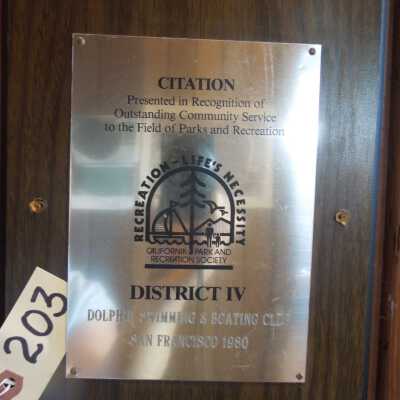 CITATION
Presented in Recognition of
Outstanding Community Service
to the Field of Parks and Recreation
RECREATION - LIFE'S NECESSITY
CALIFORNIA PARK AND
RECREATION SOCIETY
DISTRICT IV
DOLPHIN SWIMMING & BOATING CLUB
SAN FRANCISCO 1980
203